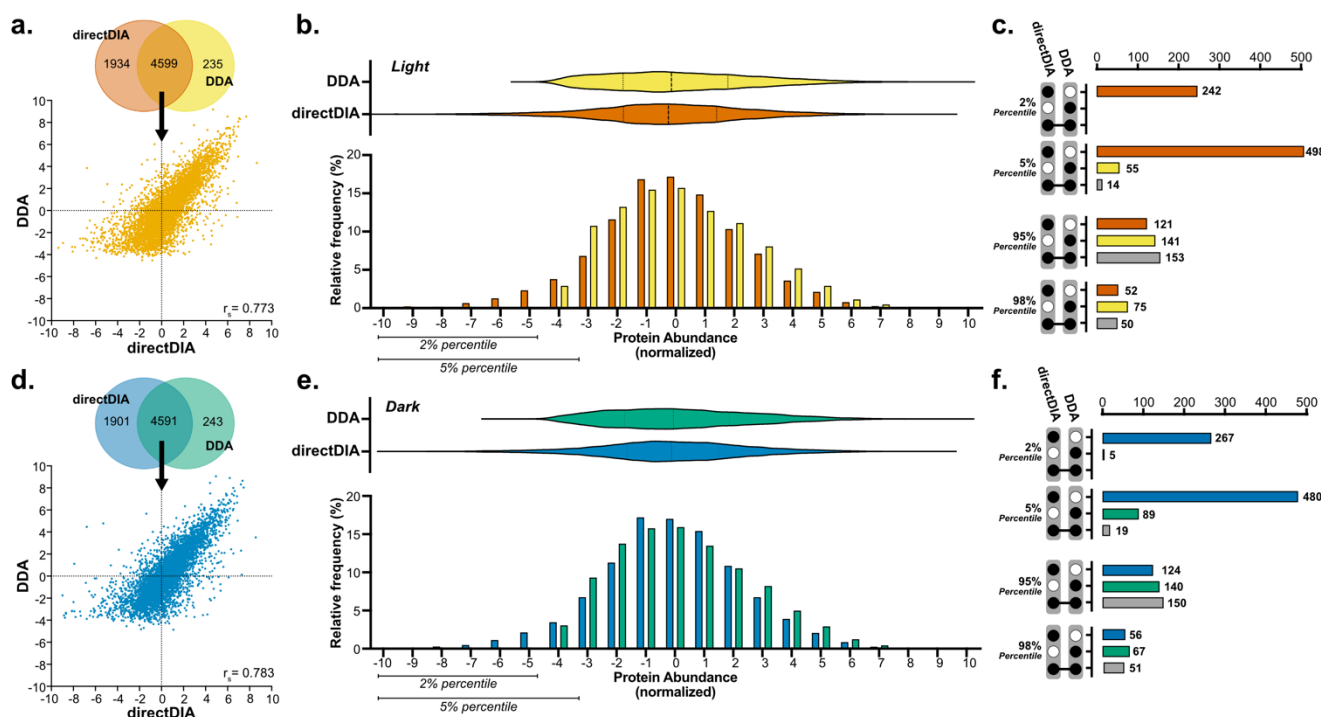 a.
directDIA
1934 4599 235
DDA
10
8
6
4
2
0
-2
-4
-6
-8
-10
DDA
r_s= 0.773
-10 -8 -6 -4 -2 0 2 4 6 8 10
directDIA
b.
Light
DDA
directDIA
Relative frequency (%)
20
15
10
5
0
-10 -9 -8 -7 -6 -5 -4 -3 -2 -1 0 1 2 3 4 5 6 7 8 9 10
Protein Abundance
(normalized)
2% percentile
5% percentile
c.
directDIA
DDA
0 100 200 300 400 500
2%
Percentile
242
5%
Percentile
498
55
14
95%
Percentile
121
141
153
98%
Percentile
52
75
50
d.
directDIA
1901 4591 243
DDA
10
8
6
4
2
0
-2
-4
-6
-8
-10
DDA
r_s= 0.783
-10 -8 -6 -4 -2 0 2 4 6 8 10
directDIA
e.
Dark
DDA
directDIA
Relative frequency (%)
20
15
10
5
0
-10 -9 -8 -7 -6 -5 -4 -3 -2 -1 0 1 2 3 4 5 6 7 8 9 10
Protein Abundance
(normalized)
2% percentile
5% percentile
f.
directDIA
DDA
0 100 200 300 400 500
2%
Percentile
267
5
5%
Percentile
480
89
19
95%
Percentile
124
140
150
98%
Percentile
56
67
51